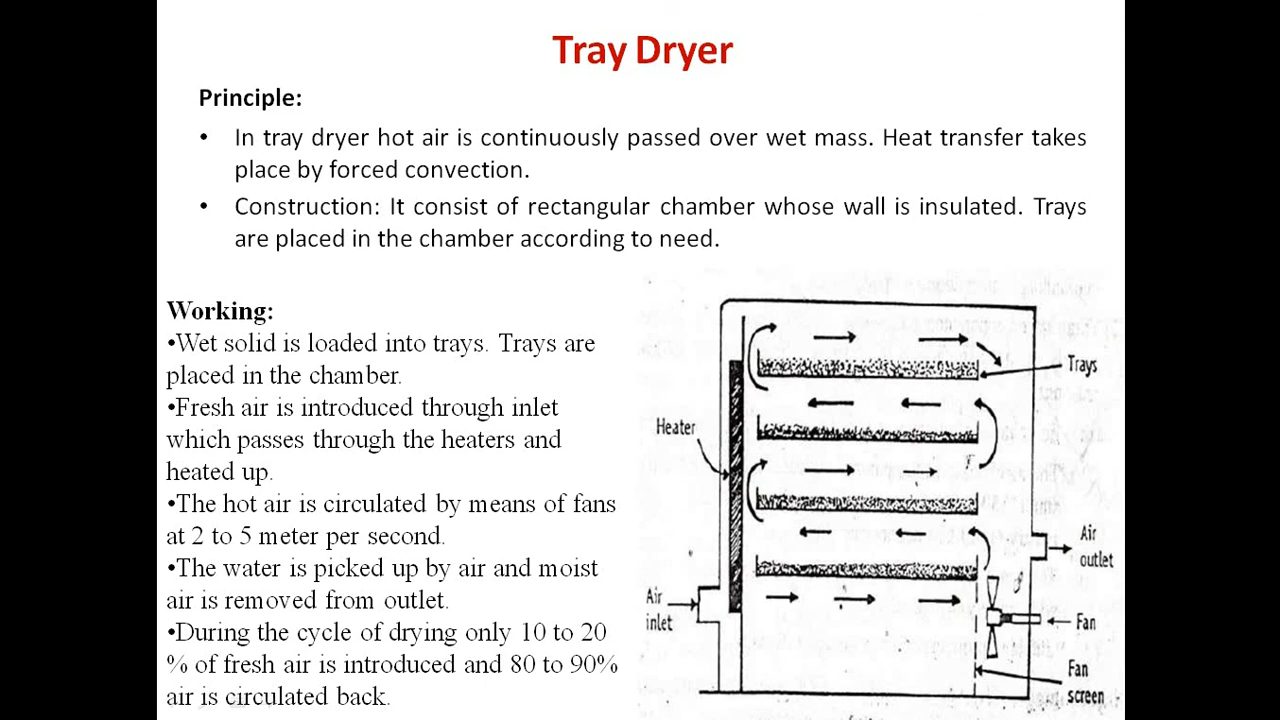 Tray Dryer
Principle:
• In tray dryer hot air is continuously passed over wet mass. Heat transfer takes
place by forced convection.
• Construction: It consist of rectangular chamber whose wall is insulated. Trays
are placed in the chamber according to need.
Working:
•Wet solid is loaded into trays. Trays are
placed in the chamber.
•Fresh air is introduced through inlet
which passes through the heaters and
heated up.
•The hot air is circulated by means of fans
at 2 to 5 meter per second.
•The water is picked up by air and moist
air is removed from outlet.
•During the cycle of drying only 10 to 20
% of fresh air is introduced and 80 to 90%
air is circulated back.
Trays
Heater
Air
outlet
Air
inlet
Fan
Fan
screen